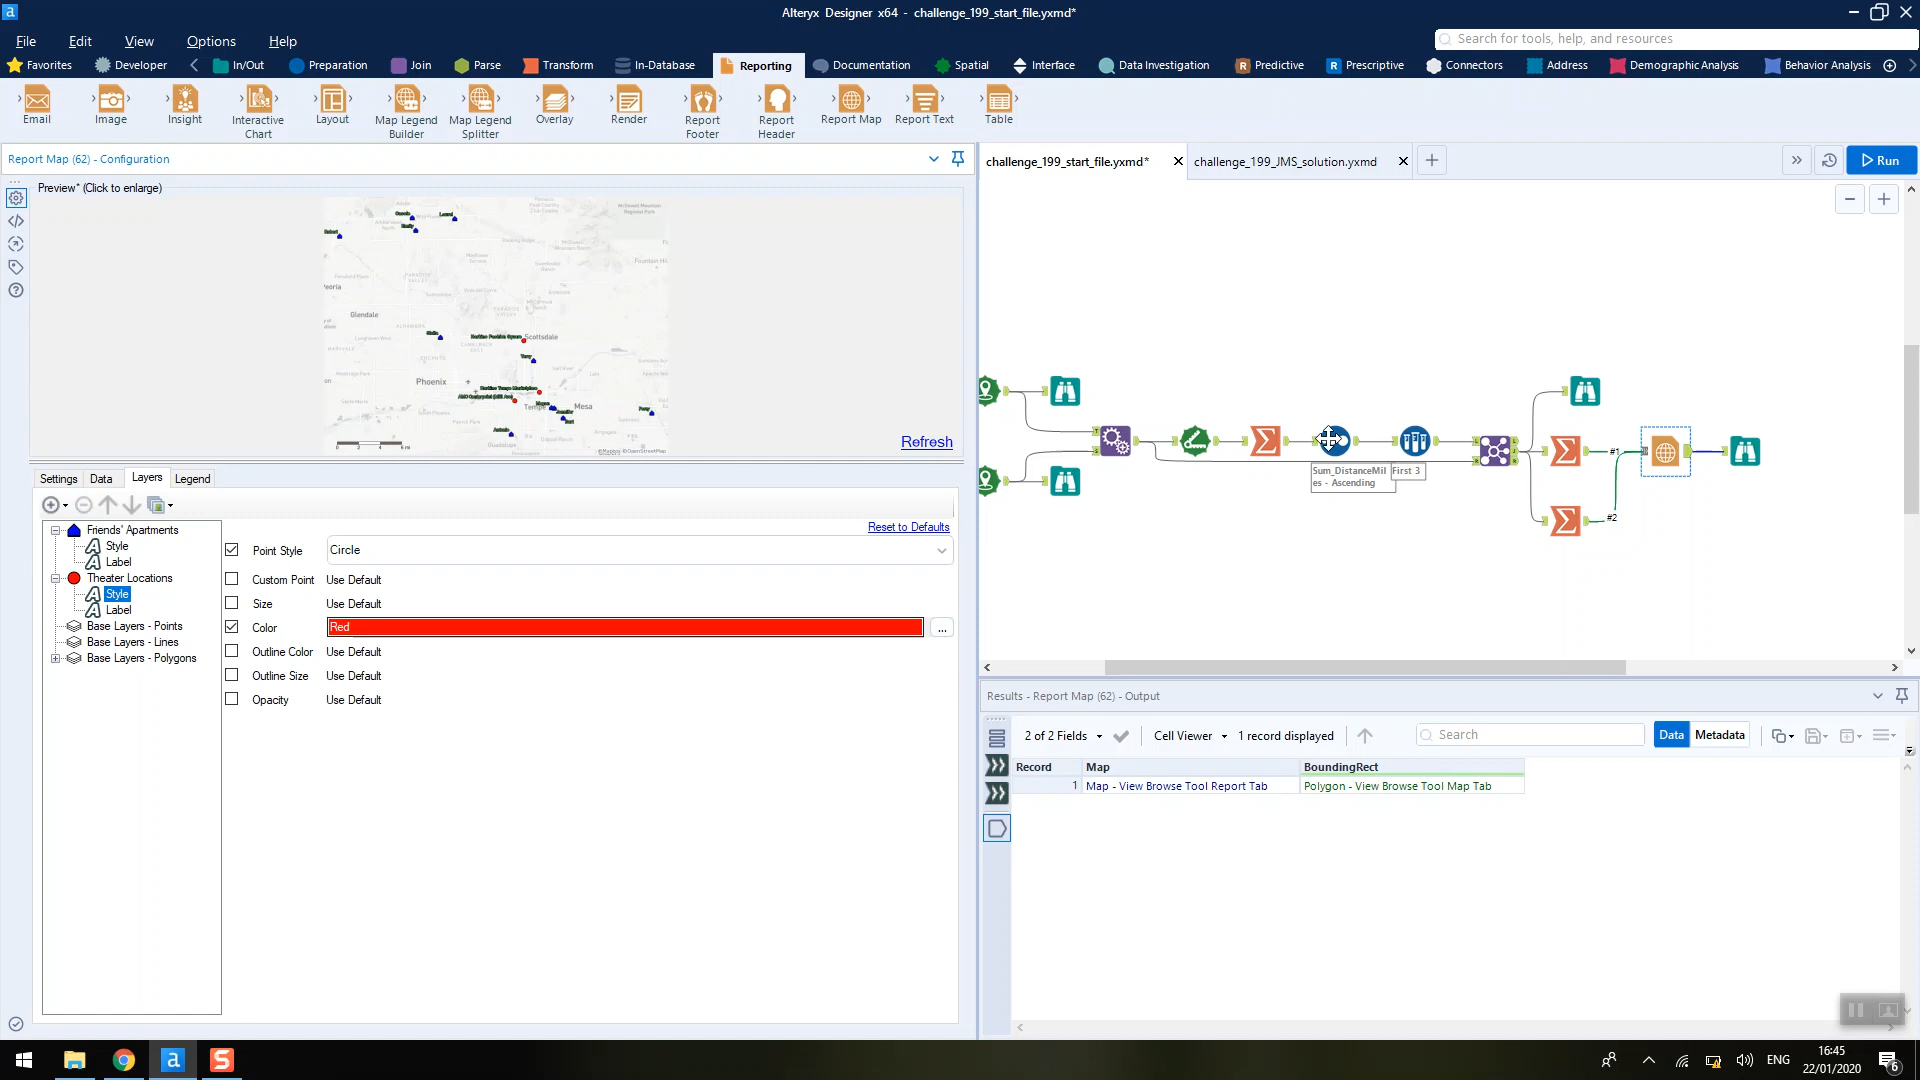 Alteryx Designer x64 - challenge_199_start_file.yxmd*
File Edit View Options Help
Search for tools, help, and resources
Favorites Developer In/Out Preparation Join Parse Transform In-Database Reporting Documentation Spatial Interface Data Investigation Predictive Prescriptive Connectors Address Demographic Analysis Behavior Analysis
Email Image Insight Interactive Chart Layout Map Legend Builder Map Legend Splitter Overlay Render Report Footer Report Header Report Map Report Text Table
Report Map (62) - Configuration
challenge_199_start_file.yxmd*
challenge_199_JMS_solution.yxmd
Run
Preview* (Click to enlarge)
Glendale
Scottsdale
Phoenix
Tempe
Mesa
Refresh
Settings Data Layers Legend
Reset to Defaults
Friends' Apartments
Style
Label
Theater Locations
Style
Label
Base Layers - Points
Base Layers - Lines
Base Layers - Polygons
Point Style Circle
Custom Point Use Default
Size Use Default
Color Red ...
Outline Color Use Default
Outline Size Use Default
Opacity Use Default
Sum_DistanceMil
es - Ascending
First 3
#1
#2
Results - Report Map (62) - Output
2 of 2 Fields Cell Viewer 1 record displayed Search Data Metadata
Record Map BoundingRect
1 Map - View Browse Tool Report Tab Polygon - View Browse Tool Map Tab
ENG
16:45
22/01/2020
6